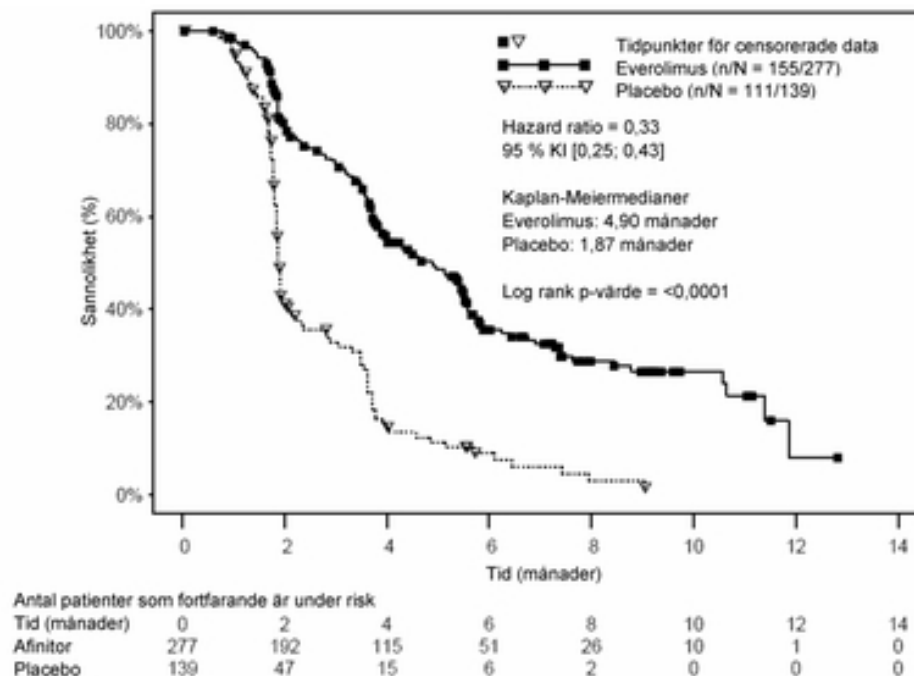 100%
80%
60%
40%
20%
0%
Sannolikhet (%)
Tidpunkter för censorerade data
Everolimus (n/N = 155/277)
Placebo (n/N = 111/139)
Hazard ratio = 0,33
95 % KI [0,25; 0,43]
Kaplan-Meiermedianer
Everolimus: 4,90 månader
Placebo: 1,87 månader
Log rank p-värde = <0,0001
0 2 4 6 8 10 12 14
Tid (månader)
Antal patienter som fortfarande är under risk
Tid (månader) 0 2 4 6 8 10 12 14
Afinitor 277 192 115 51 26 10 1 0
Placebo 139 47 15 6 2 0 0 0